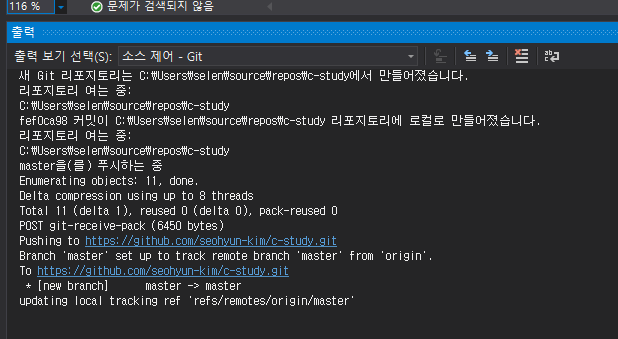 116 %
문제가 검색되지 않음
출력
출력 보기 선택(S): 소스 제어 - Git
새 Git 리포지토리는 C:\Users\selen\source\repos\c-study에서 만들어졌습니다.
리포지토리 여는 중:
C:\Users\selen\source\repos\c-study
fef0ca98 커밋이 C:\Users\selen\source\repos\c-study 리포지토리에 로컬로 만들어졌습니다.
리포지토리 여는 중:
C:\Users\selen\source\repos\c-study
master을(를) 푸시하는 중
Enumerating objects: 11, done.
Delta compression using up to 8 threads
Total 11 (delta 1), reused 0 (delta 0), pack-reused 0
POST git-receive-pack (6450 bytes)
Pushing to https://github.com/seohyun-kim/c-study.git
Branch 'master' set up to track remote branch 'master' from 'origin'.
To https://github.com/seohyun-kim/c-study.git
* [new branch] master -> master
updating local tracking ref 'refs/remotes/origin/master'